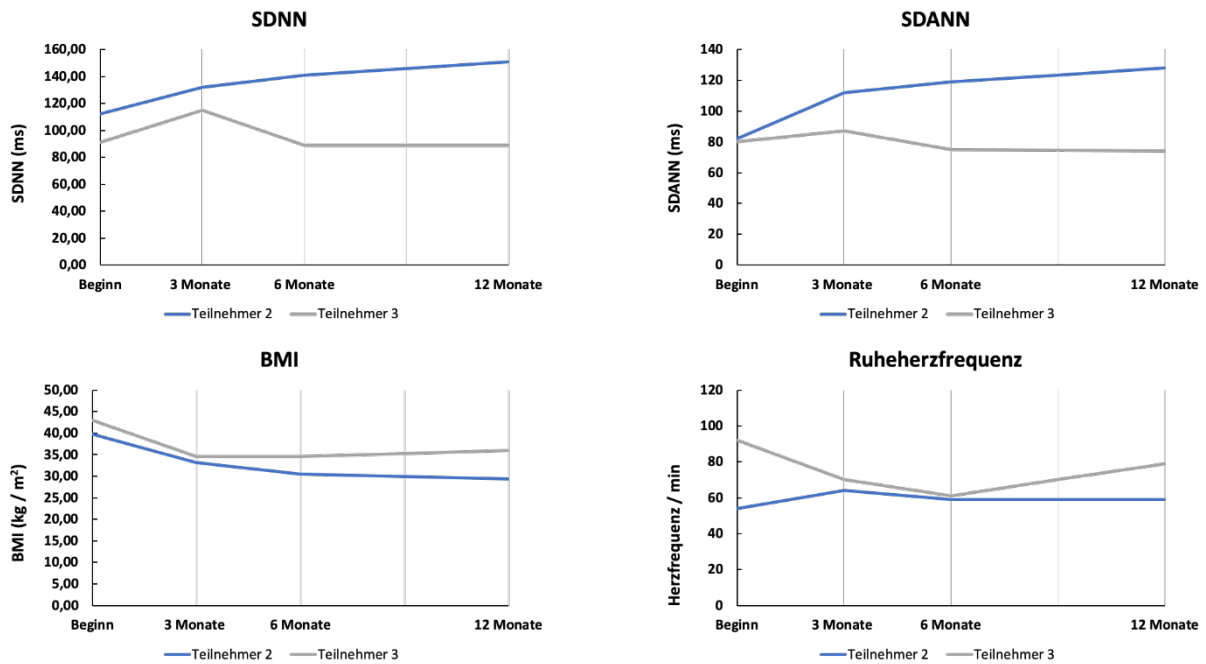 SDNN
160,00
140,00
120,00
100,00
80,00
60,00
40,00
20,00
0,00
SDNN (ms)
Beginn 3 Monate 6 Monate 12 Monate
Teilnehmer 2 Teilnehmer 3
SDANN
140
120
100
80
60
40
20
0
SDANN (ms)
Beginn 3 Monate 6 Monate 12 Monate
Teilnehmer 2 Teilnehmer 3
BMI
50,00
45,00
40,00
35,00
30,00
25,00
20,00
15,00
10,00
5,00
0,00
BMI (kg / m²)
Beginn 3 Monate 6 Monate 12 Monate
Teilnehmer 2 Teilnehmer 3
Ruheherzfrequenz
120
100
80
60
40
20
0
Herzfrequenz / min
Beginn 3 Monate 6 Monate 12 Monate
Teilnehmer 2 Teilnehmer 3